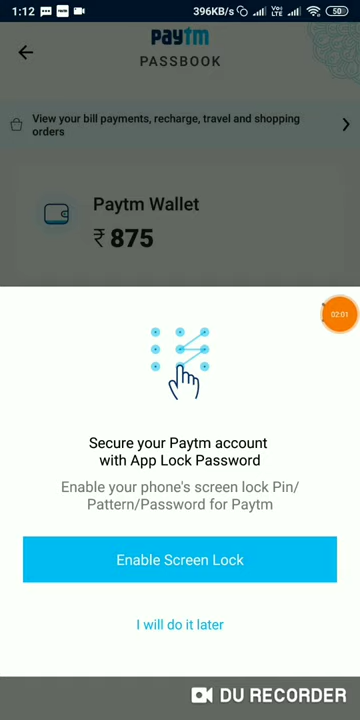 1:12
396KB/s
Vo
LTE
50
paytm
PASSBOOK
View your bill payments, recharge, travel and shopping
orders
Paytm Wallet
₹ 875
02:01
Secure your Paytm account
with App Lock Password
Enable your phone's screen lock Pin/
Pattern/Password for Paytm
Enable Screen Lock
I will do it later
DU RECORDER